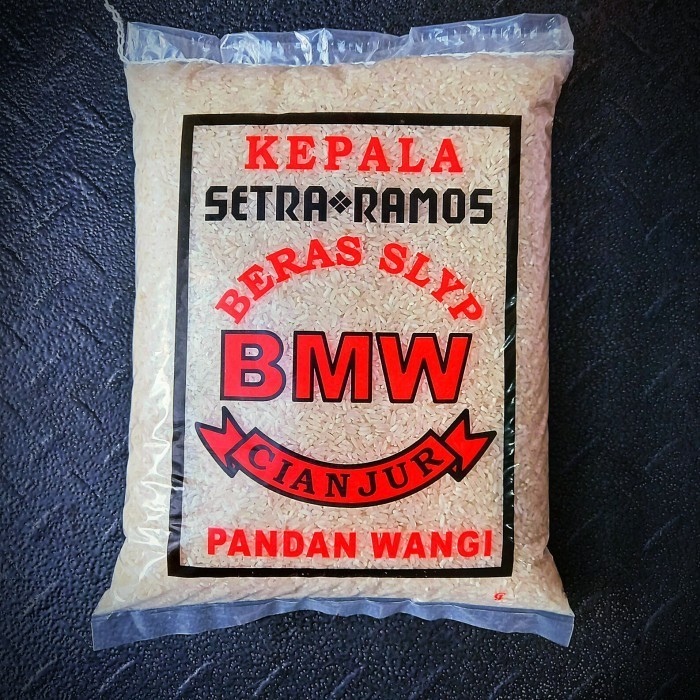 KEPALA
SETRA❖RAMOS
BERAS SLYP
BMW
CIANJUR
PANDAN WANGI